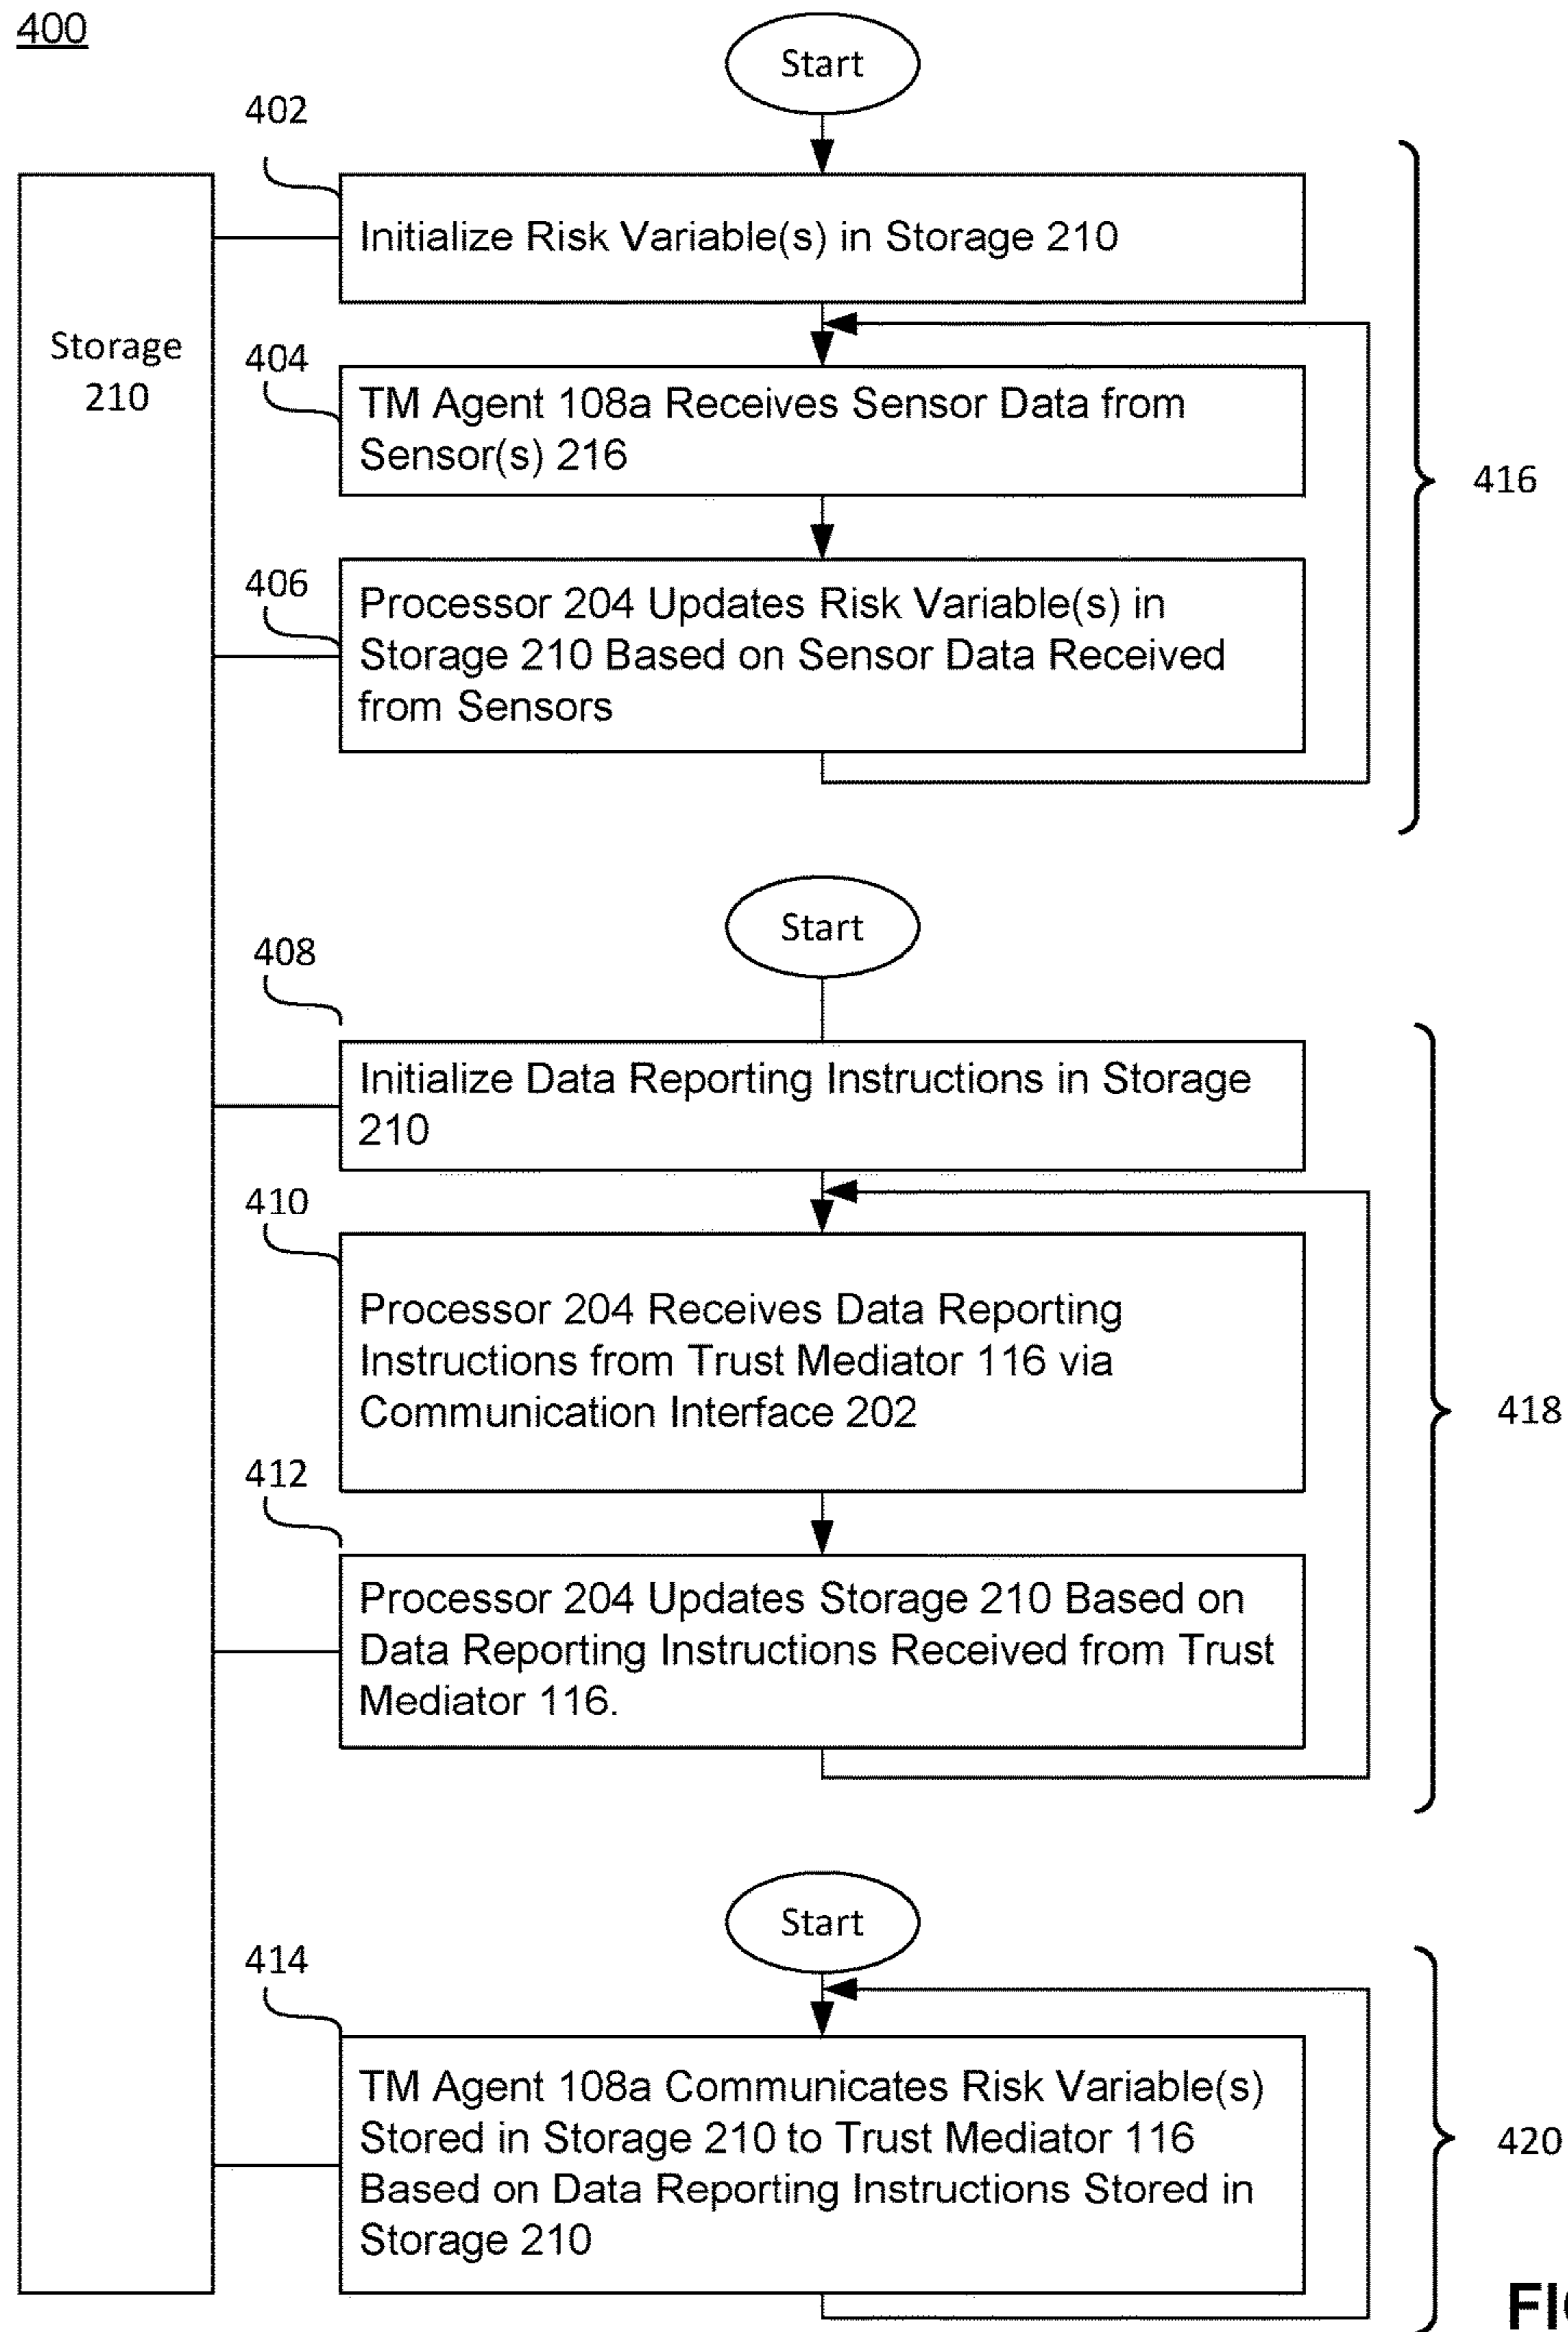 400
Start
402
Initialize Risk Variable(s) in Storage 210
Storage
210
404
TM Agent 108a Receives Sensor Data from
Sensor(s) 216
416
406
Processor 204 Updates Risk Variable(s) in
Storage 210 Based on Sensor Data Received
from Sensors
Start
408
Initialize Data Reporting Instructions in Storage
210
410
Processor 204 Receives Data Reporting
Instructions from Trust Mediator 116 via
Communication Interface 202
418
412
Processor 204 Updates Storage 210 Based on
Data Reporting Instructions Received from Trust
Mediator 116.
Start
414
TM Agent 108a Communicates Risk Variable(s)
Stored in Storage 210 to Trust Mediator 116
Based on Data Reporting Instructions Stored in
Storage 210
420